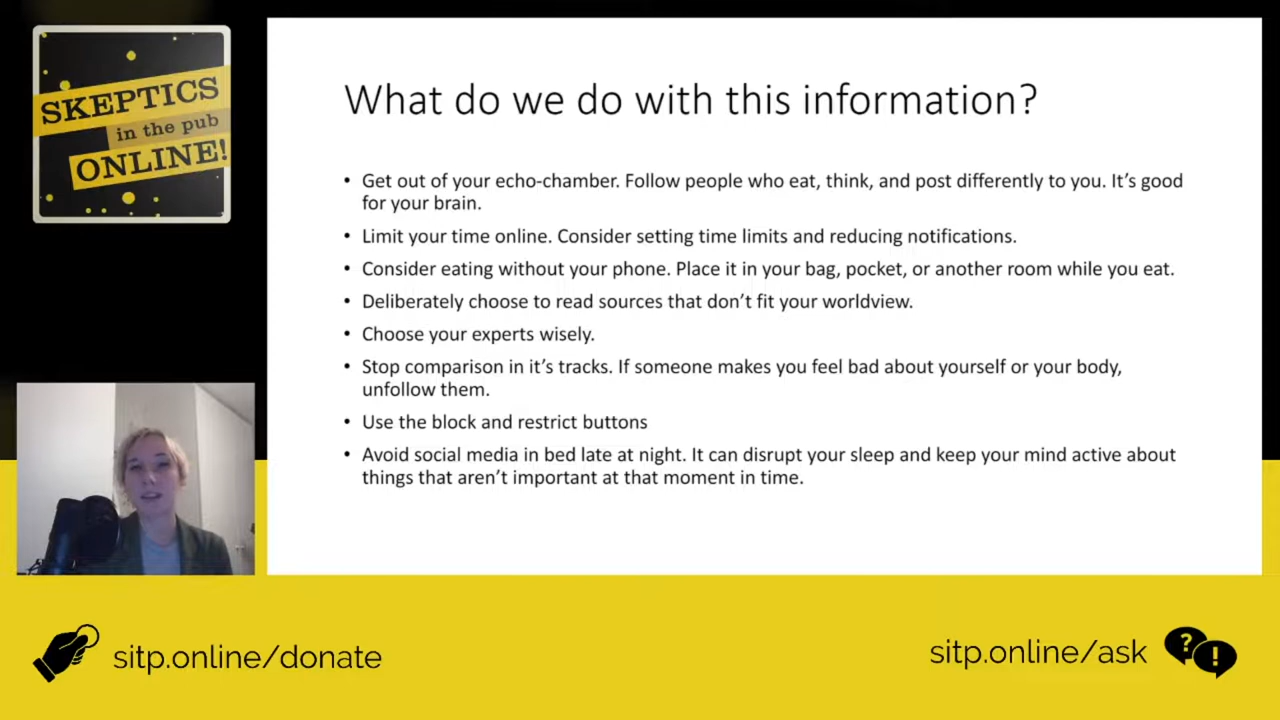 SKEPTICS
in the pub
ONLINE!
What do we do with this information?
• Get out of your echo-chamber. Follow people who eat, think, and post differently to you. It’s good
for your brain.
• Limit your time online. Consider setting time limits and reducing notifications.
• Consider eating without your phone. Place it in your bag, pocket, or another room while you eat.
• Deliberately choose to read sources that don’t fit your worldview.
• Choose your experts wisely.
• Stop comparison in it’s tracks. If someone makes you feel bad about yourself or your body,
unfollow them.
• Use the block and restrict buttons
• Avoid social media in bed late at night. It can disrupt your sleep and keep your mind active about
things that aren’t important at that moment in time.
sitp.online/donate
sitp.online/ask
? !